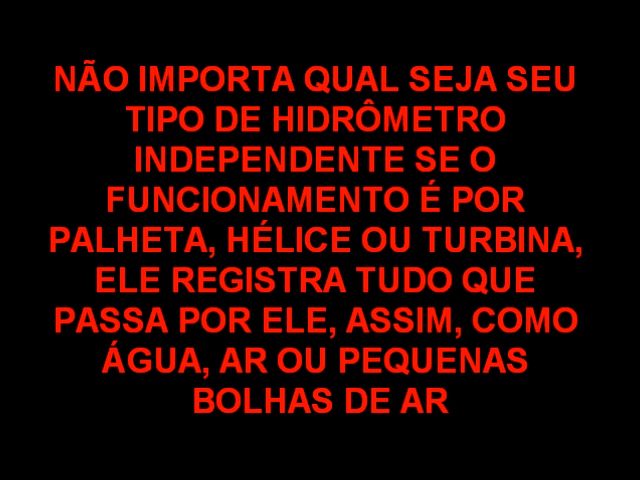 NÃO IMPORTA QUAL SEJA SEU
TIPO DE HIDRÔMETRO
INDEPENDENTE SE O
FUNCIONAMENTO É POR
PALHETA, HÉLICE OU TURBINA,
ELE REGISTRA TUDO QUE
PASSA POR ELE, ASSIM, COMO
ÁGUA, AR OU PEQUENAS
BOLHAS DE AR